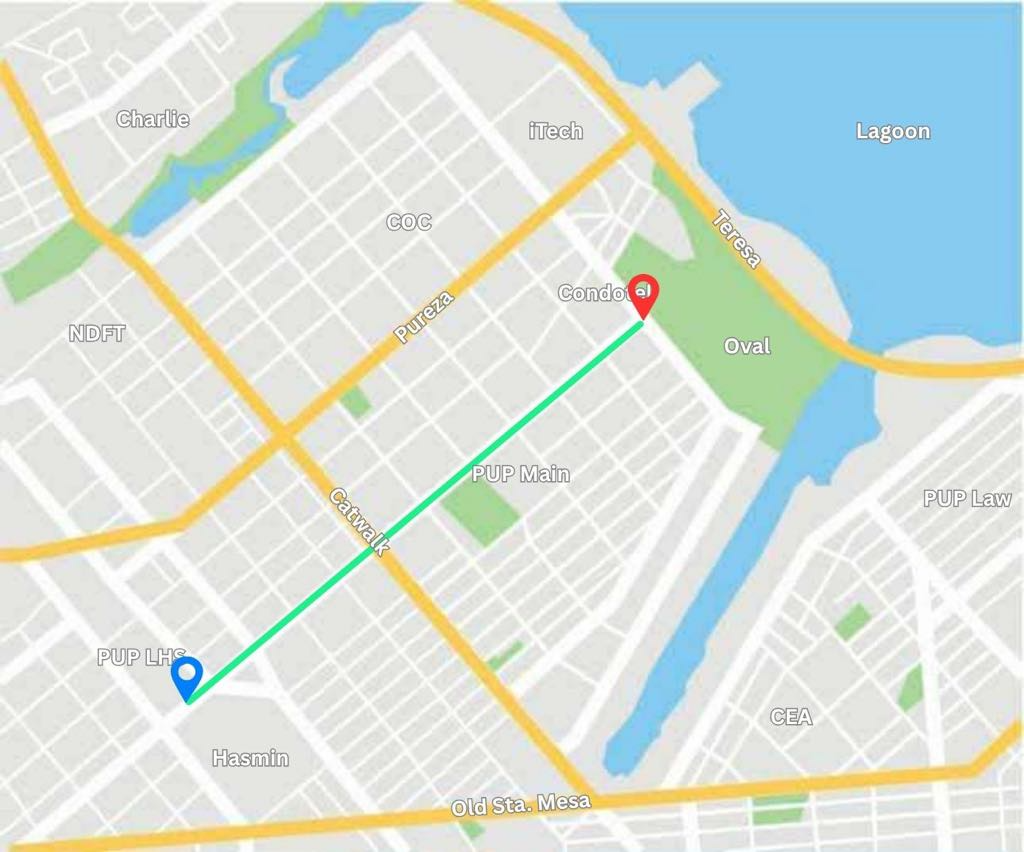 Charlie
iTech
Lagoon
COC
Teresa
Condotel
Pureza
NDFT
Oval
PUP Main
PUP Law
Catwalk
PUP LHS
CEA
Hasmin
Old Sta. Mesa